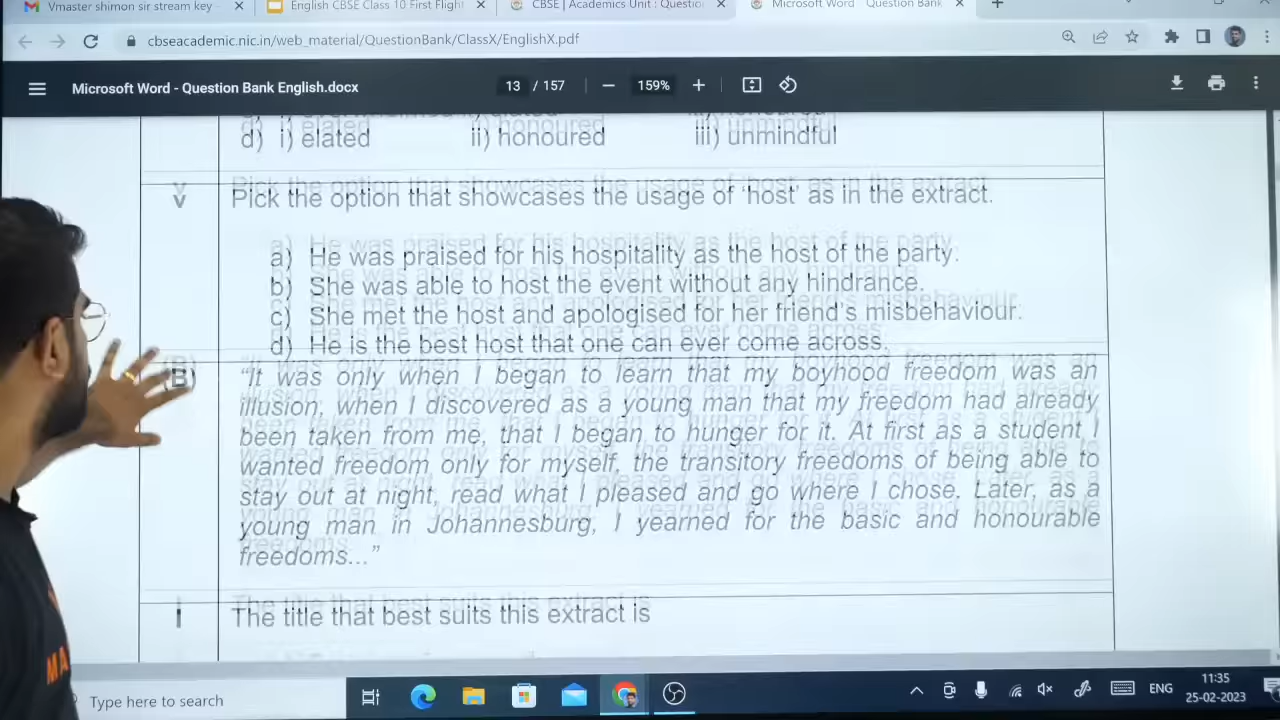 Vmaster shimon sir stream key
English CBSE Class 10 First Flight
CBSE | Academics Unit : Question
Microsoft Word - Question Bank
cbseacademic.nic.in/web_material/QuestionBank/ClassX/EnglishX.pdf
Microsoft Word - Question Bank English.docx
13 / 157
159%
d) i) elated ii) honoured iii) unmindful
v Pick the option that showcases the usage of 'host' as in the extract.
a) He was praised for his hospitality as the host of the party.
b) She was able to host the event without any hindrance.
c) She met the host and apologised for her friend's misbehaviour.
d) He is the best host that one can ever come across.
(B) "It was only when I began to learn that my boyhood freedom was an
illusion, when I discovered as a young man that my freedom had already
been taken from me, that I began to hunger for it. At first as a student I
wanted freedom only for myself, the transitory freedoms of being able to
stay out at night, read what I pleased and go where I chose. Later, as a
young man in Johannesburg, I yearned for the basic and honourable
freedoms..."
i The title that best suits this extract is
MA
Type here to search
ENG
11:35
25-02-2023